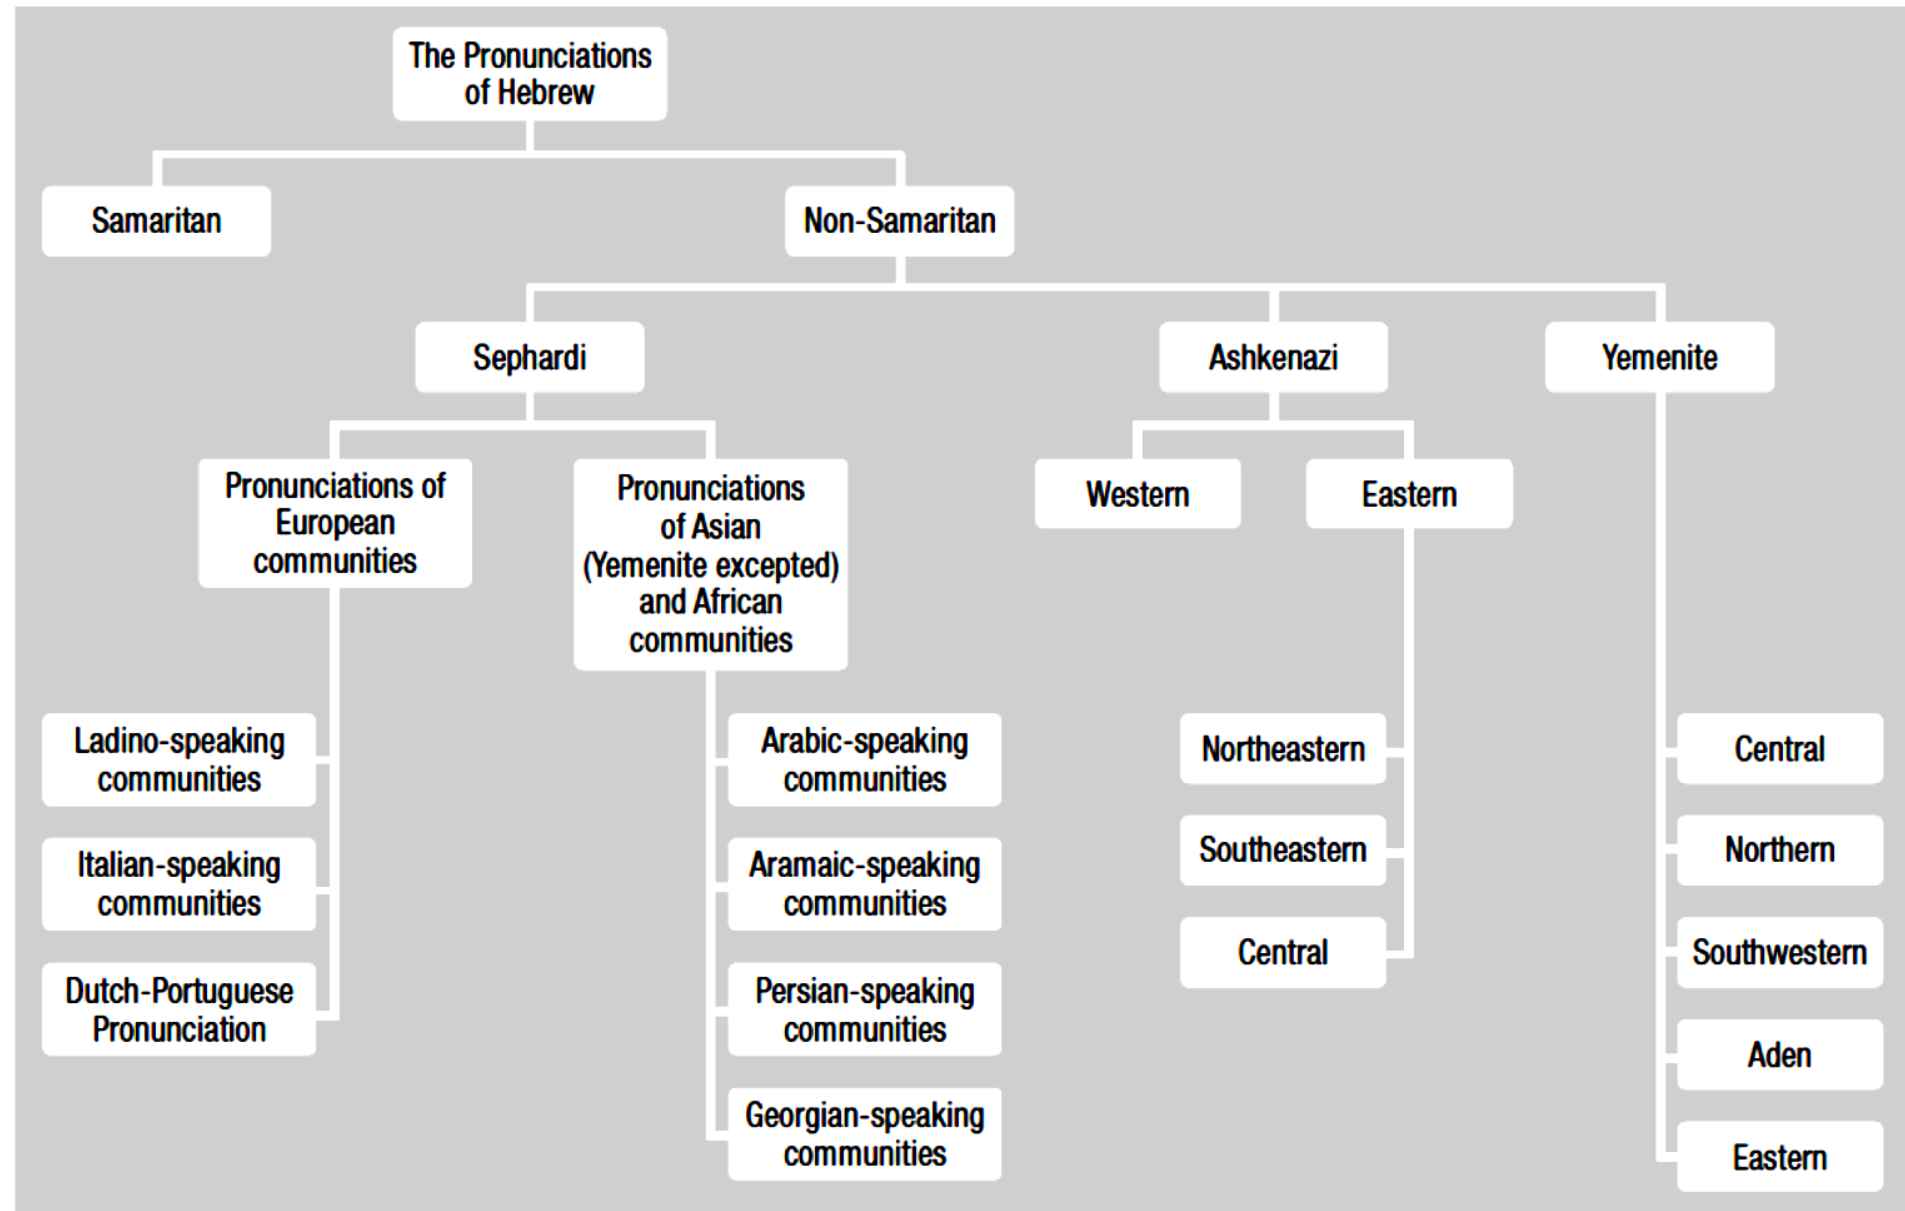 The Pronunciations
of Hebrew
Samaritan
Non-Samaritan
Sephardi
Ashkenazi
Yemenite
Pronunciations of
European
communities
Pronunciations
of Asian
(Yemenite excepted)
and African
communities
Western
Eastern
Ladino-speaking
communities
Italian-speaking
communities
Dutch-Portuguese
Pronunciation
Arabic-speaking
communities
Aramaic-speaking
communities
Persian-speaking
communities
Georgian-speaking
communities
Northeastern
Southeastern
Central
Central
Northern
Southwestern
Aden
Eastern